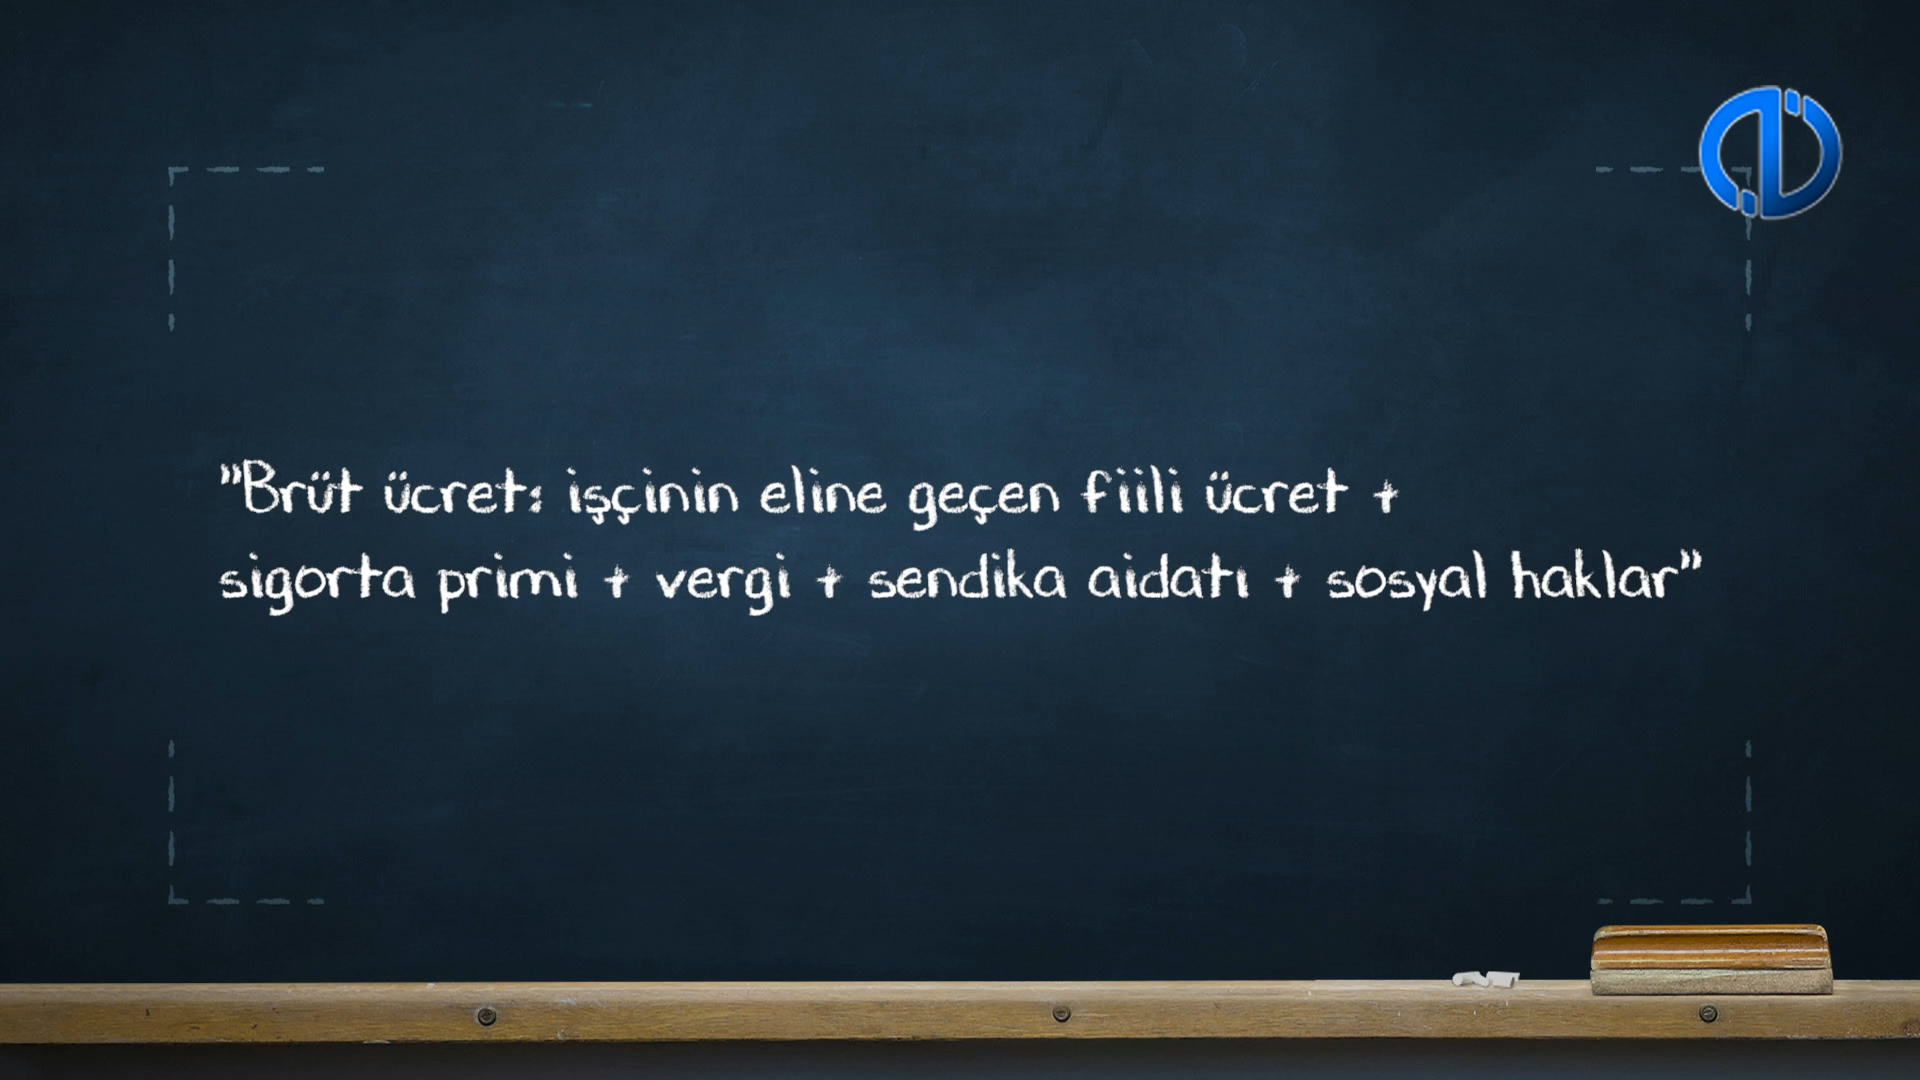 "Brüt ücret: işçinin eline geçen fiili ücret +
sigorta primi + vergi + sendika aidatı + sosyal haklar"